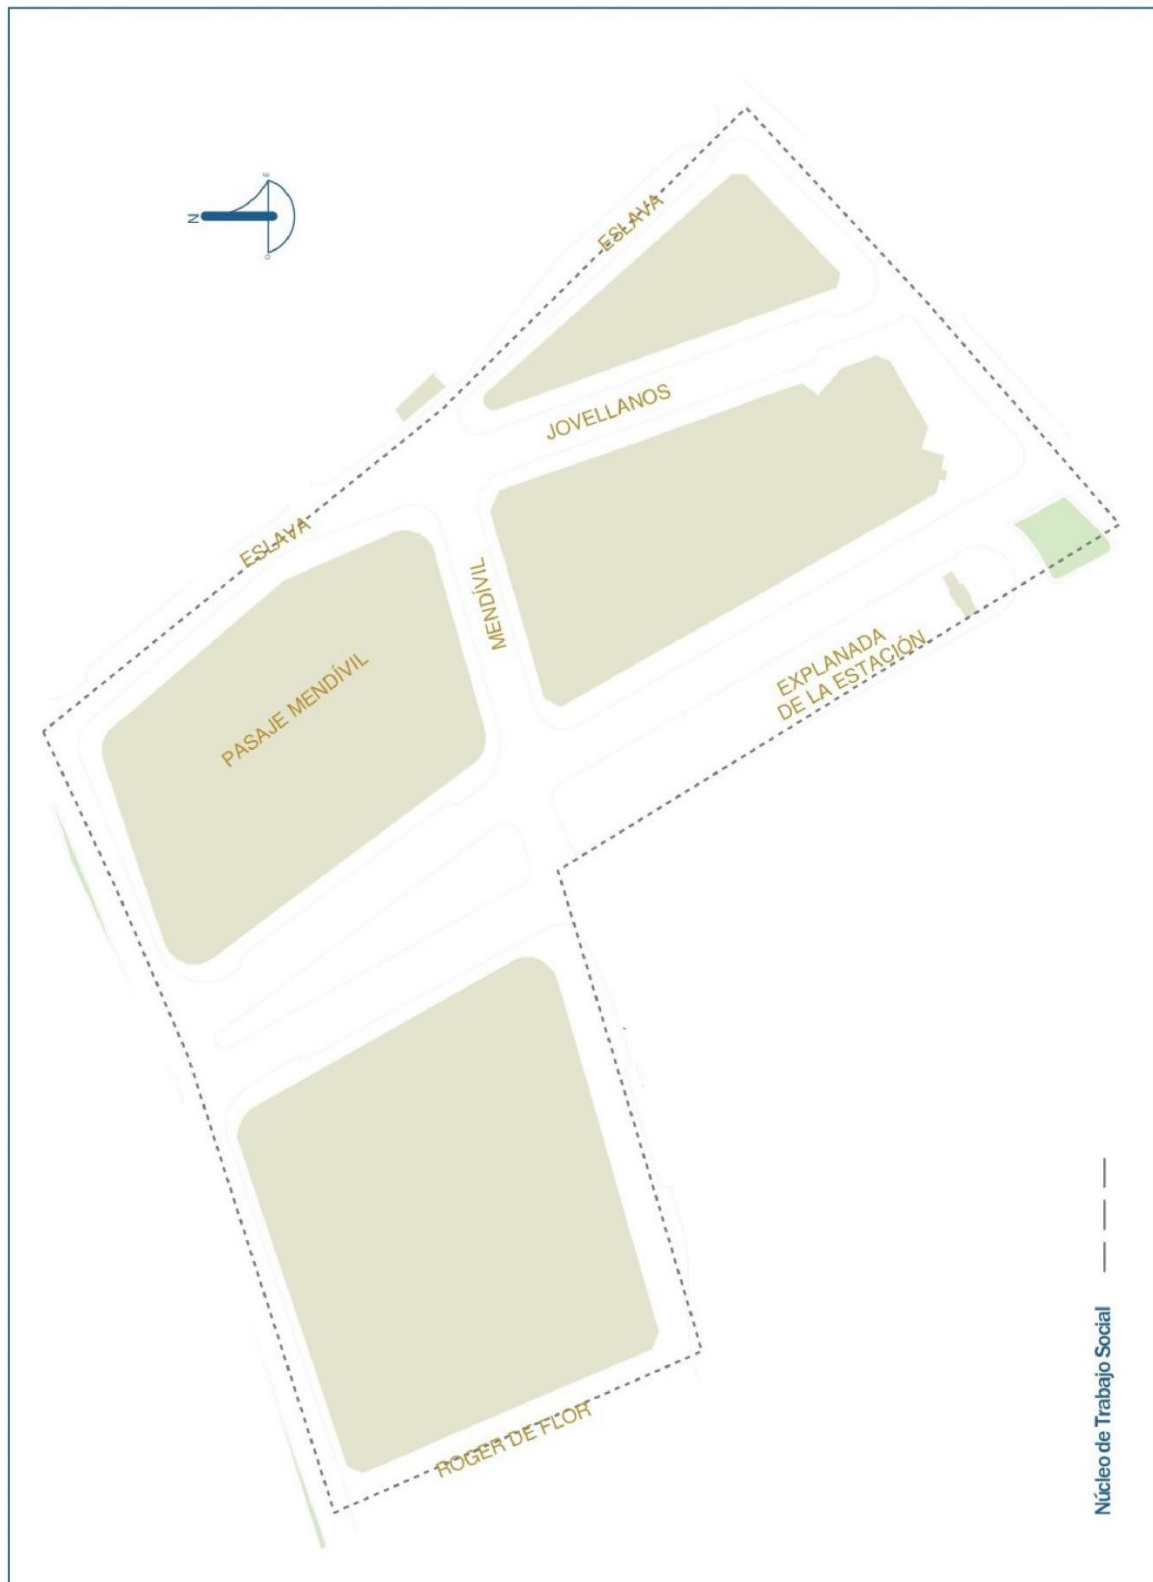 N
E
O
ESLAVA
JOVELLANOS
ESLAVA
MENDÍVIL
PASAJE MENDÍVIL
EXPLANADA
DE LA ESTACIÓN
ROGER DE FLOR
Núcleo de Trabajo Social